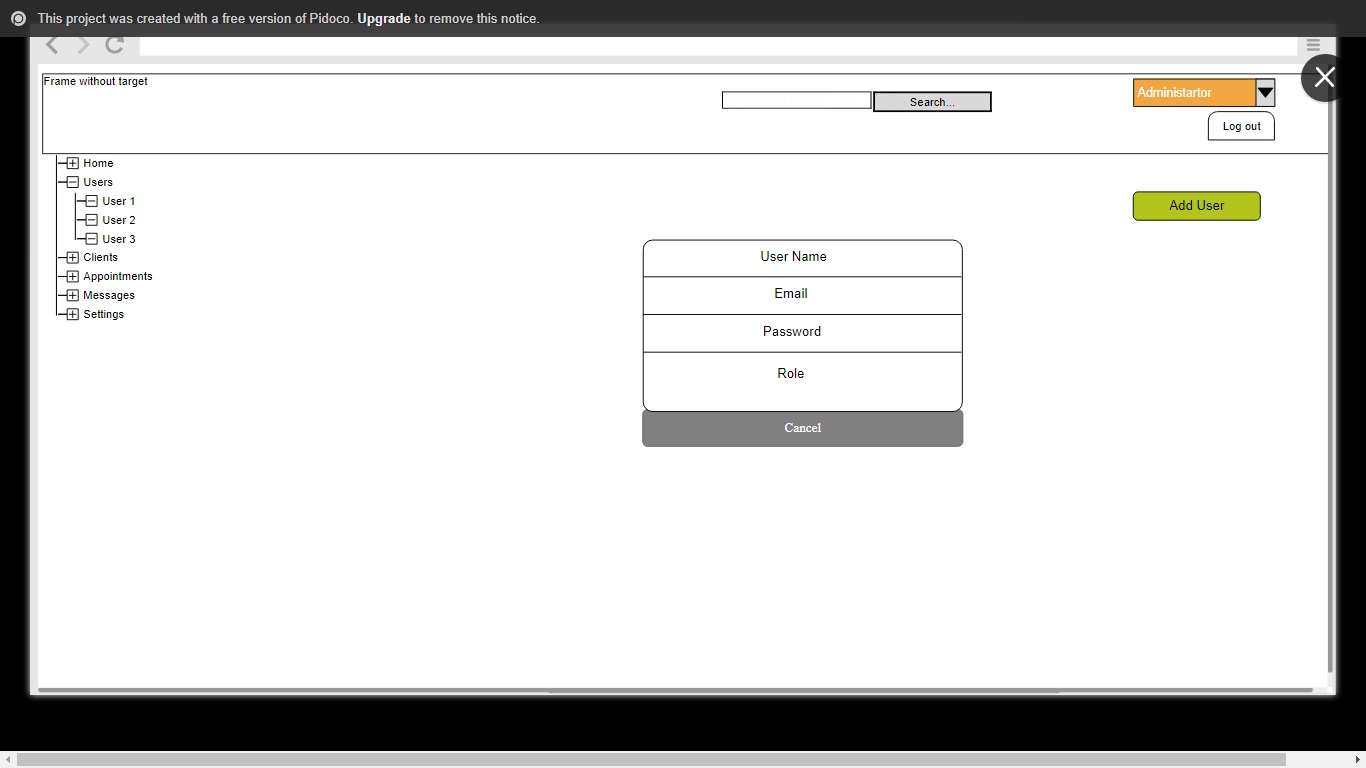 This project was created with a free version of Pidoco. Upgrade to remove this notice.
Frame without target
Search...
Administartor
Log out
Home
Users
User 1
User 2
User 3
Clients
Appointments
Messages
Settings
Add User
User Name
Email
Password
Role
Cancel